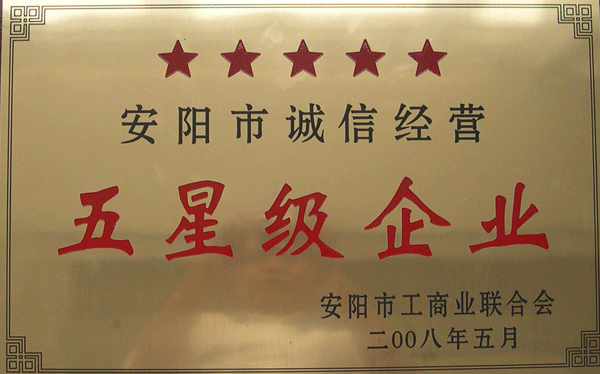 安阳市诚信经营
五星级企业
安阳市工商业联合会
二00八年五月